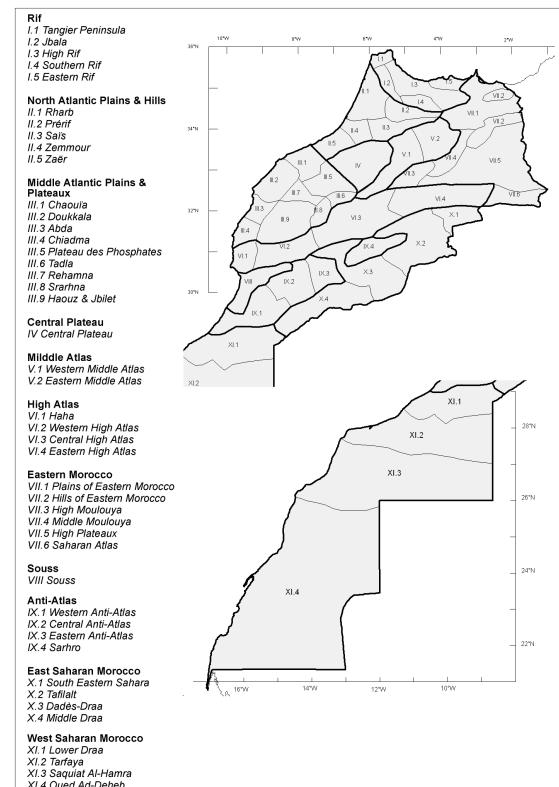 Rif
I.1 Tangier Peninsula
I.2 Jbala
I.3 High Rif
I.4 Southern Rif
I.5 Eastern Rif
North Atlantic Plains & Hills
II.1 Rharb
II.2 Prérif
II.3 Saïs
II.4 Zemmour
II.5 Zaër
Middle Atlantic Plains &
Plateaux
III.1 Chaouia
III.2 Doukkala
III.3 Abda
III.4 Chiadma
III.5 Plateau des Phosphates
III.6 Tadla
III.7 Rehamna
III.8 Srarhna
III.9 Haouz & Jbilet
Central Plateau
IV Central Plateau
Milddle Atlas
V.1 Western Middle Atlas
V.2 Eastern Middle Atlas
High Atlas
VI.1 Haha
VI.2 Western High Atlas
VI.3 Central High Atlas
VI.4 Eastern High Atlas
Eastern Morocco
VII.1 Plains of Eastern Morocco
VII.2 Hills of Eastern Morocco
VII.3 High Moulouya
VII.4 Middle Moulouya
VII.5 High Plateaux
VII.6 Saharan Atlas
Souss
VIII Souss
Anti-Atlas
IX.1 Western Anti-Atlas
IX.2 Central Anti-Atlas
IX.3 Eastern Anti-Atlas
IX.4 Sarhro
East Saharan Morocco
X.1 South Eastern Sahara
X.2 Tafilalt
X.3 Dadès-Draa
X.4 Middle Draa
West Saharan Morocco
XI.1 Lower Draa
XI.2 Tarfaya
XI.3 Saquiat Al-Hamra
XI.4 Oued Ad-Deheb
10°W 8°W 6°W 4°W 2°W
36°N
34°N
32°N
30°N
I.1
I.2
I.3
I.5
II.1
I.4
II.2
VII.2
VII.1
VII.2
II.4
II.3
II.5
V.2
V.1
III.1
IV
VII.4
VII.5
III.5
VII.3
III.2
III.7
III.6
VI.4
VII.6
III.3
III.8
VI.3
X.1
III.9
III.4
VI.2
IX.4
X.2
VI.1
IX.3
X.3
VIII
IX.2
X.4
IX.1
XI.1
XI.2
XI.1
XI.2
XI.3
XI.4
28°N
26°N
24°N
22°N
16°W 14°W 12°W 10°W